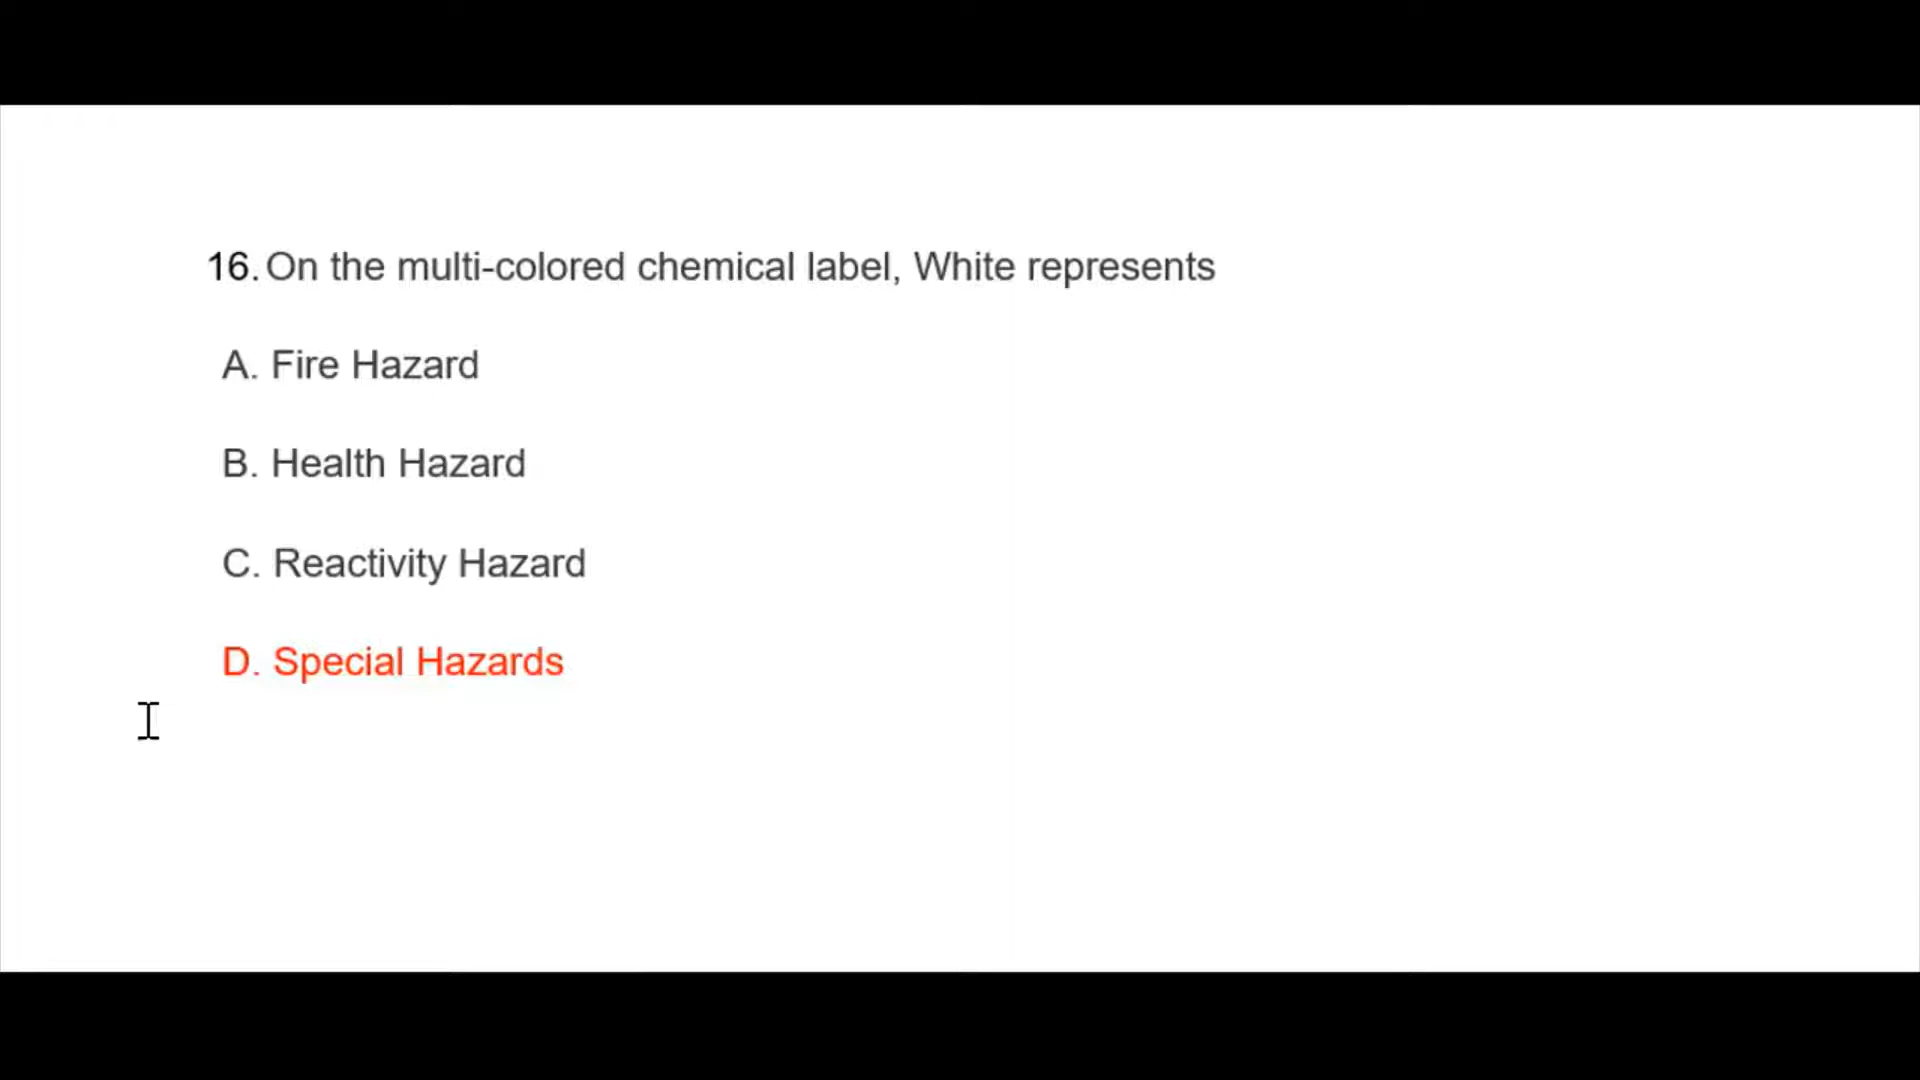 16. On the multi-colored chemical label, White represents
A. Fire Hazard
B. Health Hazard
C. Reactivity Hazard
D. Special Hazards